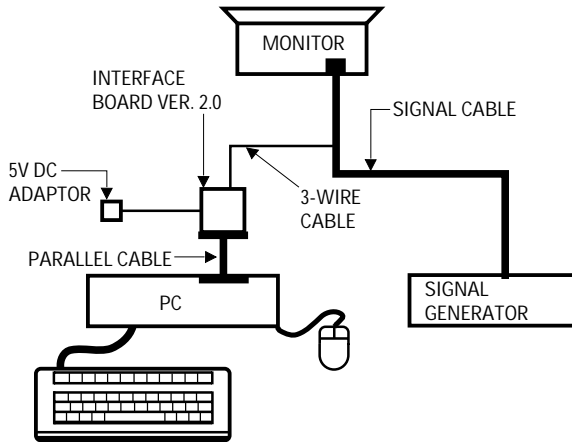 MONITOR
INTERFACE
BOARD VER. 2.0
SIGNAL CABLE
5V DC
ADAPTOR
3-WIRE
CABLE
PARALLEL CABLE
PC
SIGNAL
GENERATOR